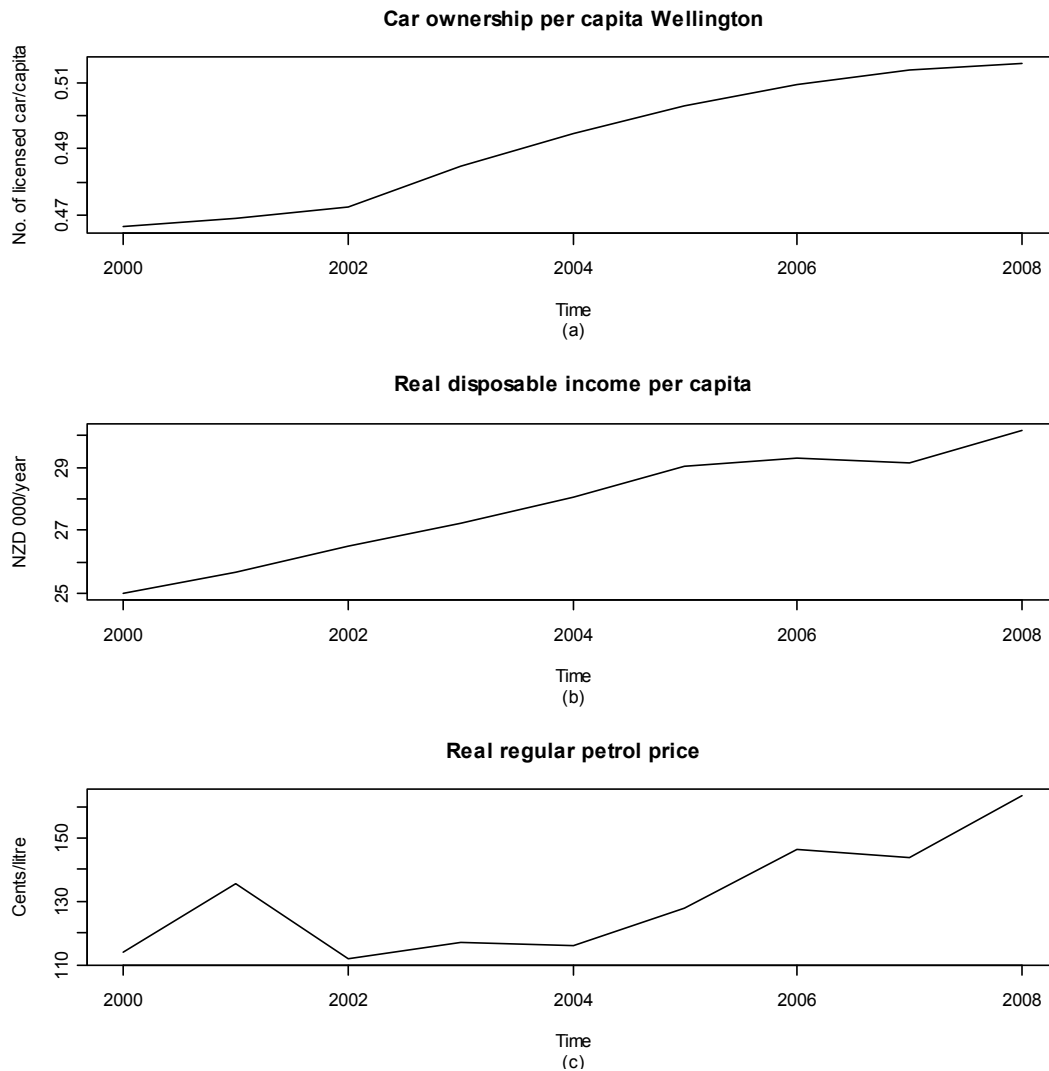 Car ownership per capita Wellington
No. of licensed car/capita
0.51
0.49
0.47
2000 2002 2004 2006 2008
Time
(a)
Real disposable income per capita
NZD 000/year
29
27
25
2000 2002 2004 2006 2008
Time
(b)
Real regular petrol price
Cents/litre
150
130
110
2000 2002 2004 2006 2008
Time
(c)